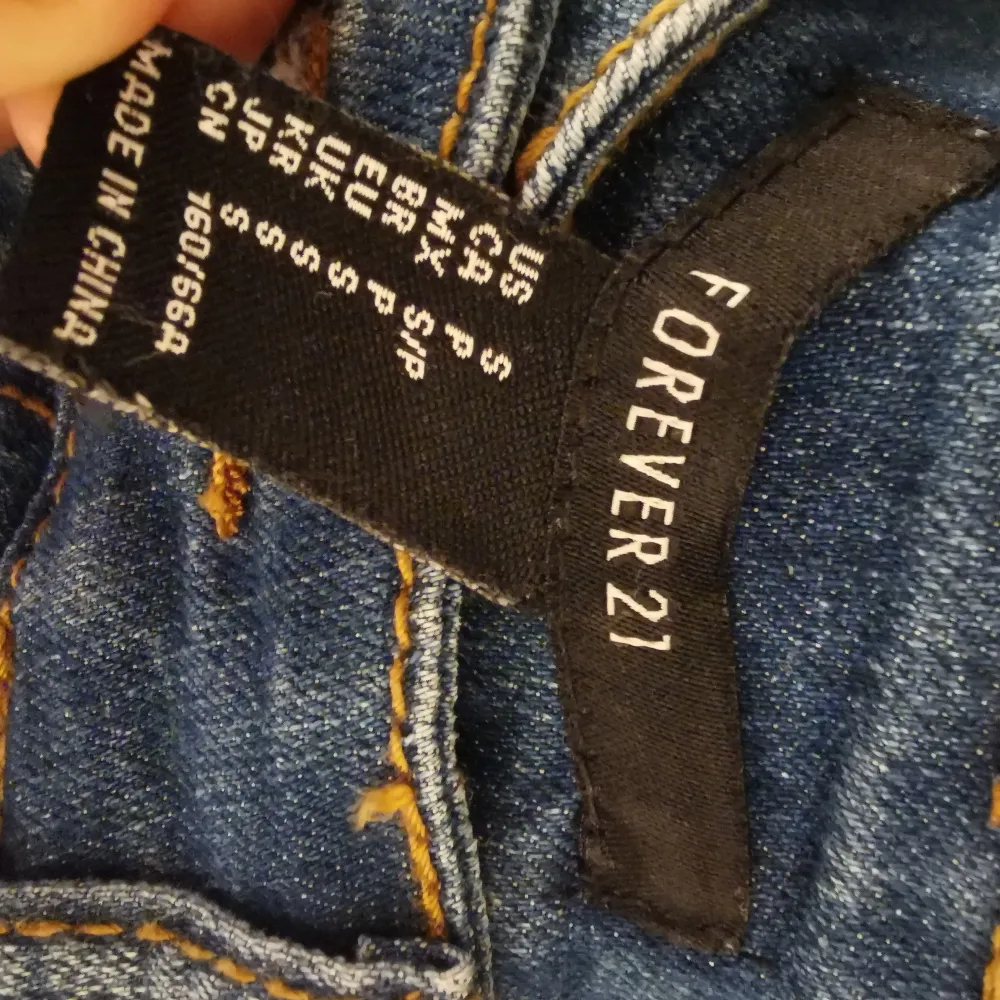 FOREVER 21
US S
CA P
MX S/P
BR P
EU S
UK S
KR S
JP S
CN 160/66A
MADE IN CHINA